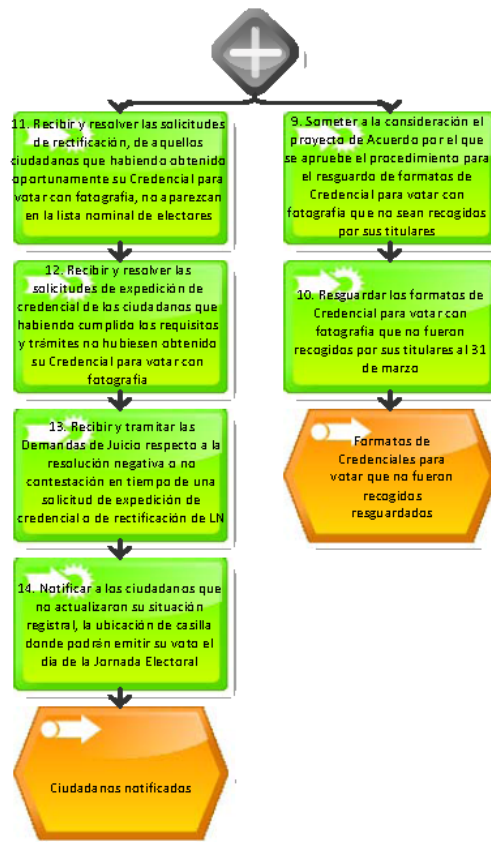 11. Recibir y resolver las solicitudes
de rectificación, de aquellos
ciudadanos que habiendo obtenido
oportunamente su Credencial para
votar con fotografía, no aparezcan
en la lista nominal de electores
12. Recibir y resolver las
solicitudes de expedición de
credencial de los ciudadanos que
habiendo cumplido los requisitos
y trámites no hubiesen obtenido
su Credencial para votar con
fotografía
13. Recibir y tramitar las
Demandas de Juicio respecto a la
resolución negativa o no
contestación en tiempo de una
solicitud de expedición de
credencial o de rectificación de LN
14. Notificar a los ciudadanos que
no actualizaron su situación
registral, la ubicación de casilla
donde podrán emitir su voto el
día de la Jornada Electoral
Ciudadanos notificados
9. Someter a la consideración el
proyecto de Acuerdo por el que
se apruebe el procedimiento para
el resguardo de formatos de
Credencial para votar con
fotografía que no sean recogidos
por sus titulares
10. Resguardar los formatos de
Credencial para votar con
fotografía que no fueron
recogidos por sus titulares al 31
de marzo
Formatos de
Credenciales para
votar que no fueron
recogidos
resguardados